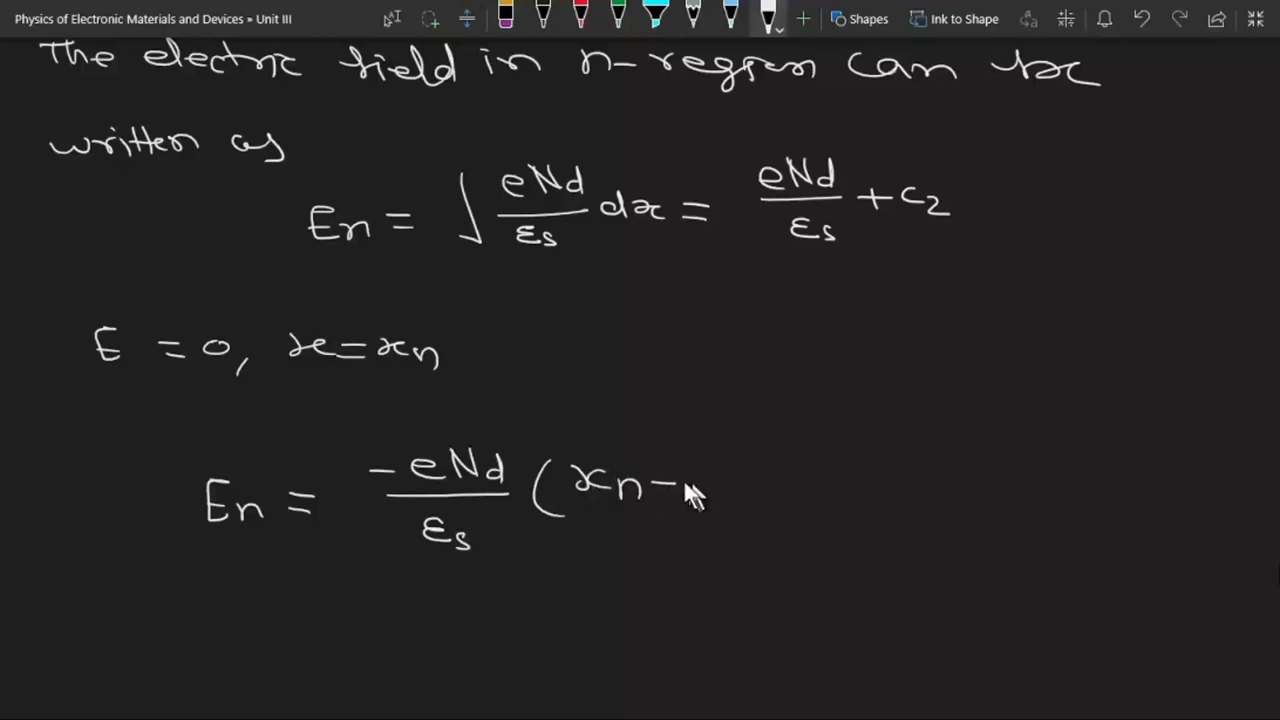 Physics of Electronic Materials and Devices » Unit III
Shapes
Ink to Shape
The electric field in n-region can be
written as
En = ∫ eNd/εs dx = eNd/εs + C2
E = 0, x = xn
En = -eNd/εs (xn -